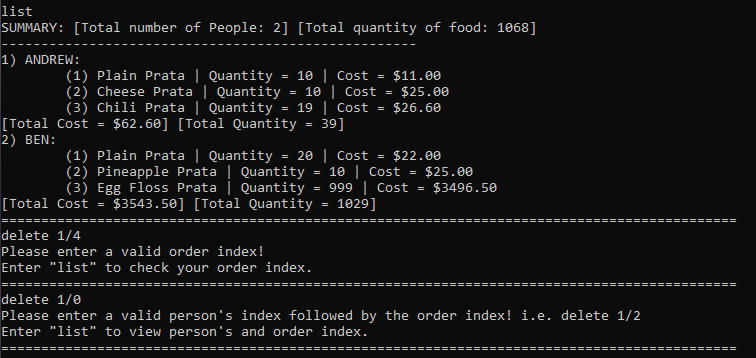 list
SUMMARY: [Total number of People: 2] [Total quantity of food: 1068]
----------------------------------------------------
1) ANDREW:
(1) Plain Prata | Quantity = 10 | Cost = $11.00
(2) Cheese Prata | Quantity = 10 | Cost = $25.00
(3) Chili Prata | Quantity = 19 | Cost = $26.60
[Total Cost = $62.60] [Total Quantity = 39]
2) BEN:
(1) Plain Prata | Quantity = 20 | Cost = $22.00
(2) Pineapple Prata | Quantity = 10 | Cost = $25.00
(3) Egg Floss Prata | Quantity = 999 | Cost = $3496.50
[Total Cost = $3543.50] [Total Quantity = 1029]
============================================================================================
delete 1/4
Please enter a valid order index!
Enter "list" to check your order index.
============================================================================================
delete 1/0
Please enter a valid person's index followed by the order index! i.e. delete 1/2
Enter "list" to view person's and order index.
============================================================================================